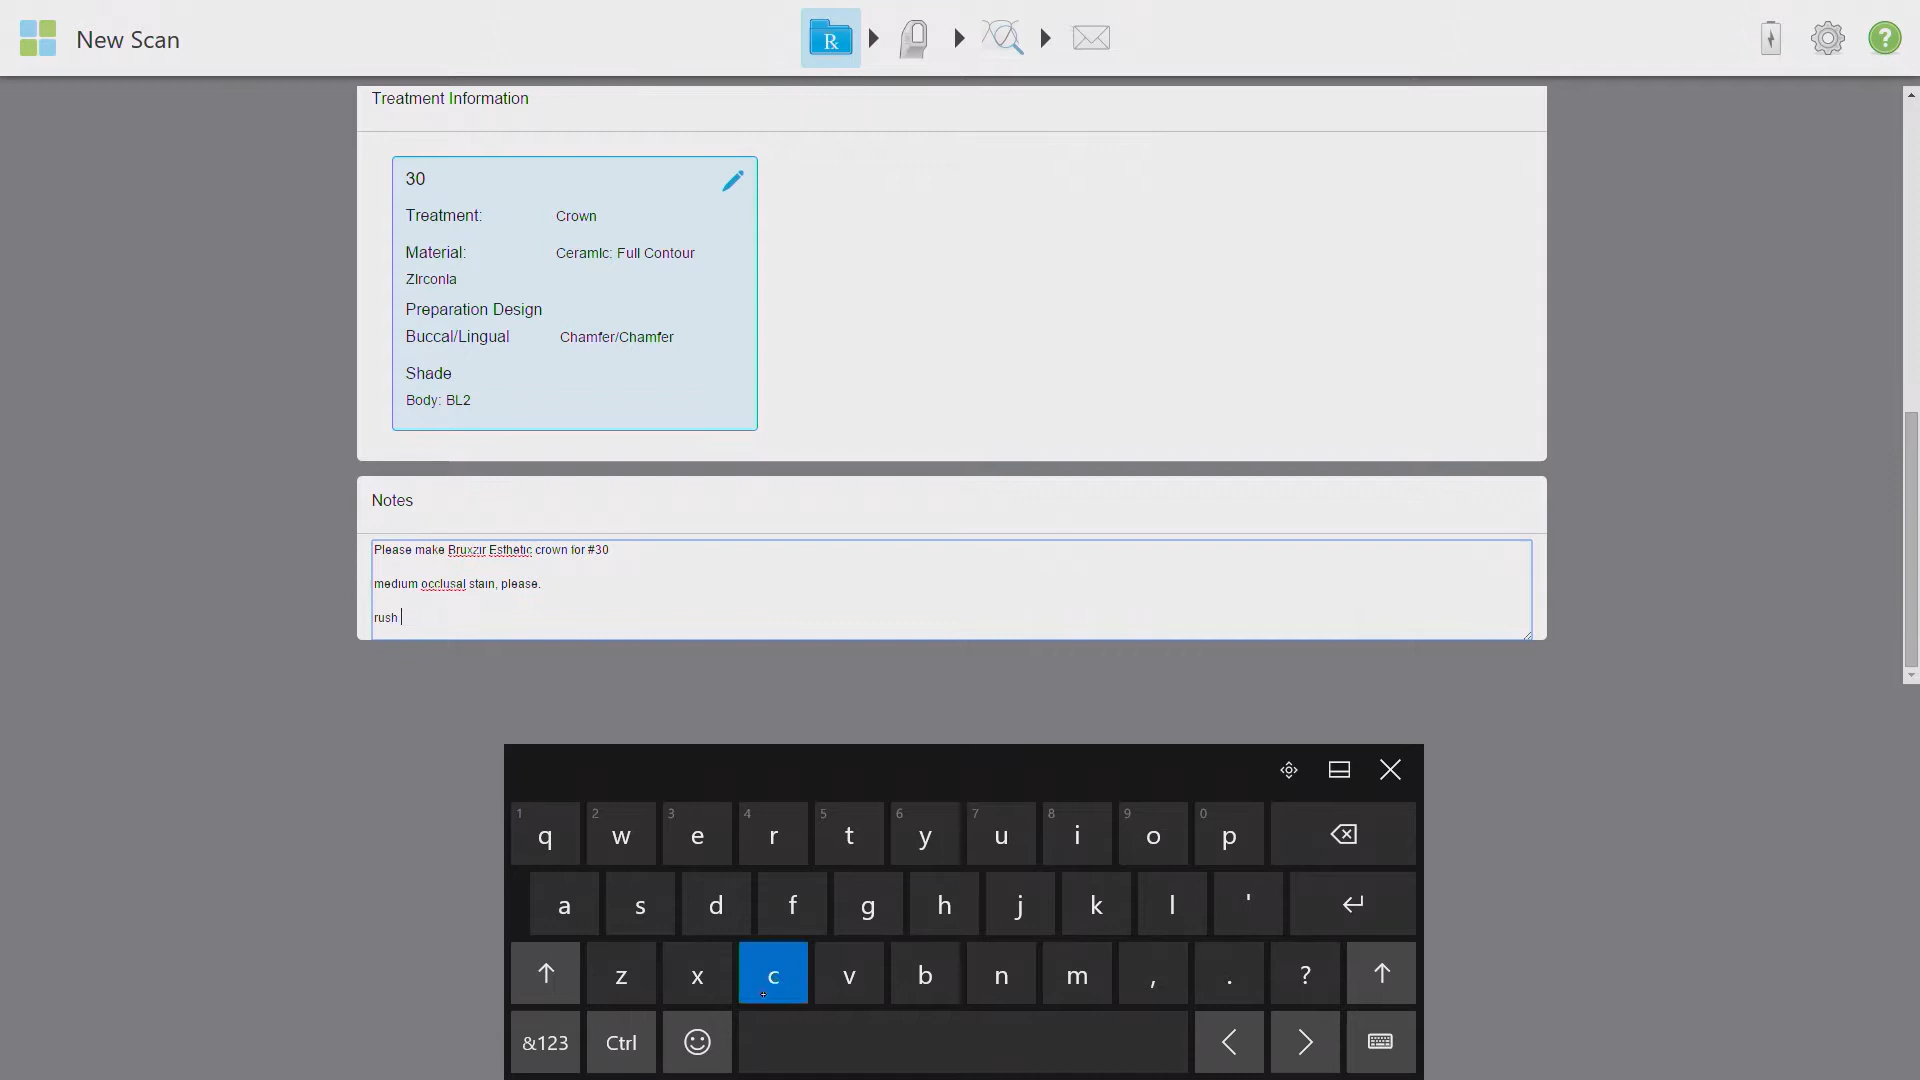 New Scan
R
?
Treatment Information
30
Treatment: Crown
Material: Ceramic: Full Contour
Zirconia
Preparation Design
Buccal/Lingual Chamfer/Chamfer
Shade
Body: BL2
Notes
Please make Bruxzir Esthetic crown for #30
medium occlusal stain, please.
rush
1 2 3 4 5 6 7 8 9 0
q w e r t y u i o p
a s d f g h j k l '
z x c v b n m , . ?
&123 Ctrl